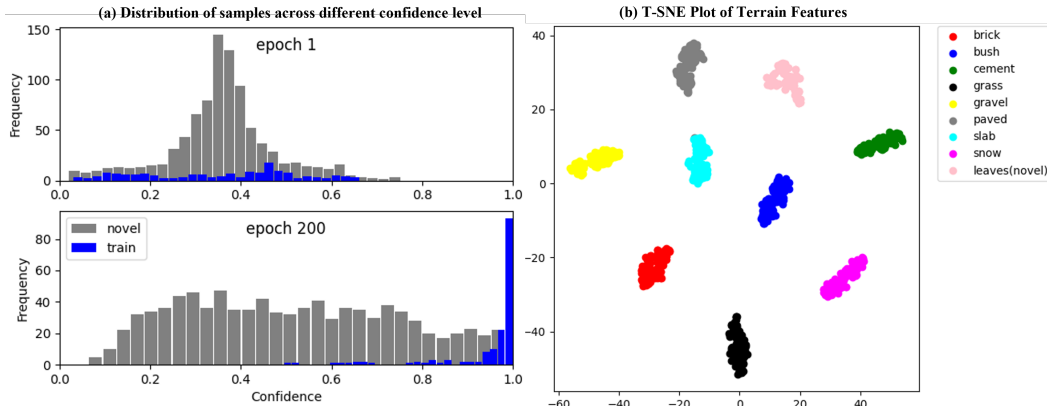 (a) Distribution of samples across different confidence level
150
100
50
0
Frequency
epoch 1
0.0 0.2 0.4 0.6 0.8 1.0
80
60
40
20
0
Frequency
epoch 200
novel
train
0.0 0.2 0.4 0.6 0.8 1.0
Confidence
(b) T-SNE Plot of Terrain Features
40
20
0
−20
−40
−60 −40 −20 0 20 40
brick
bush
cement
grass
gravel
paved
slab
snow
leaves(novel)